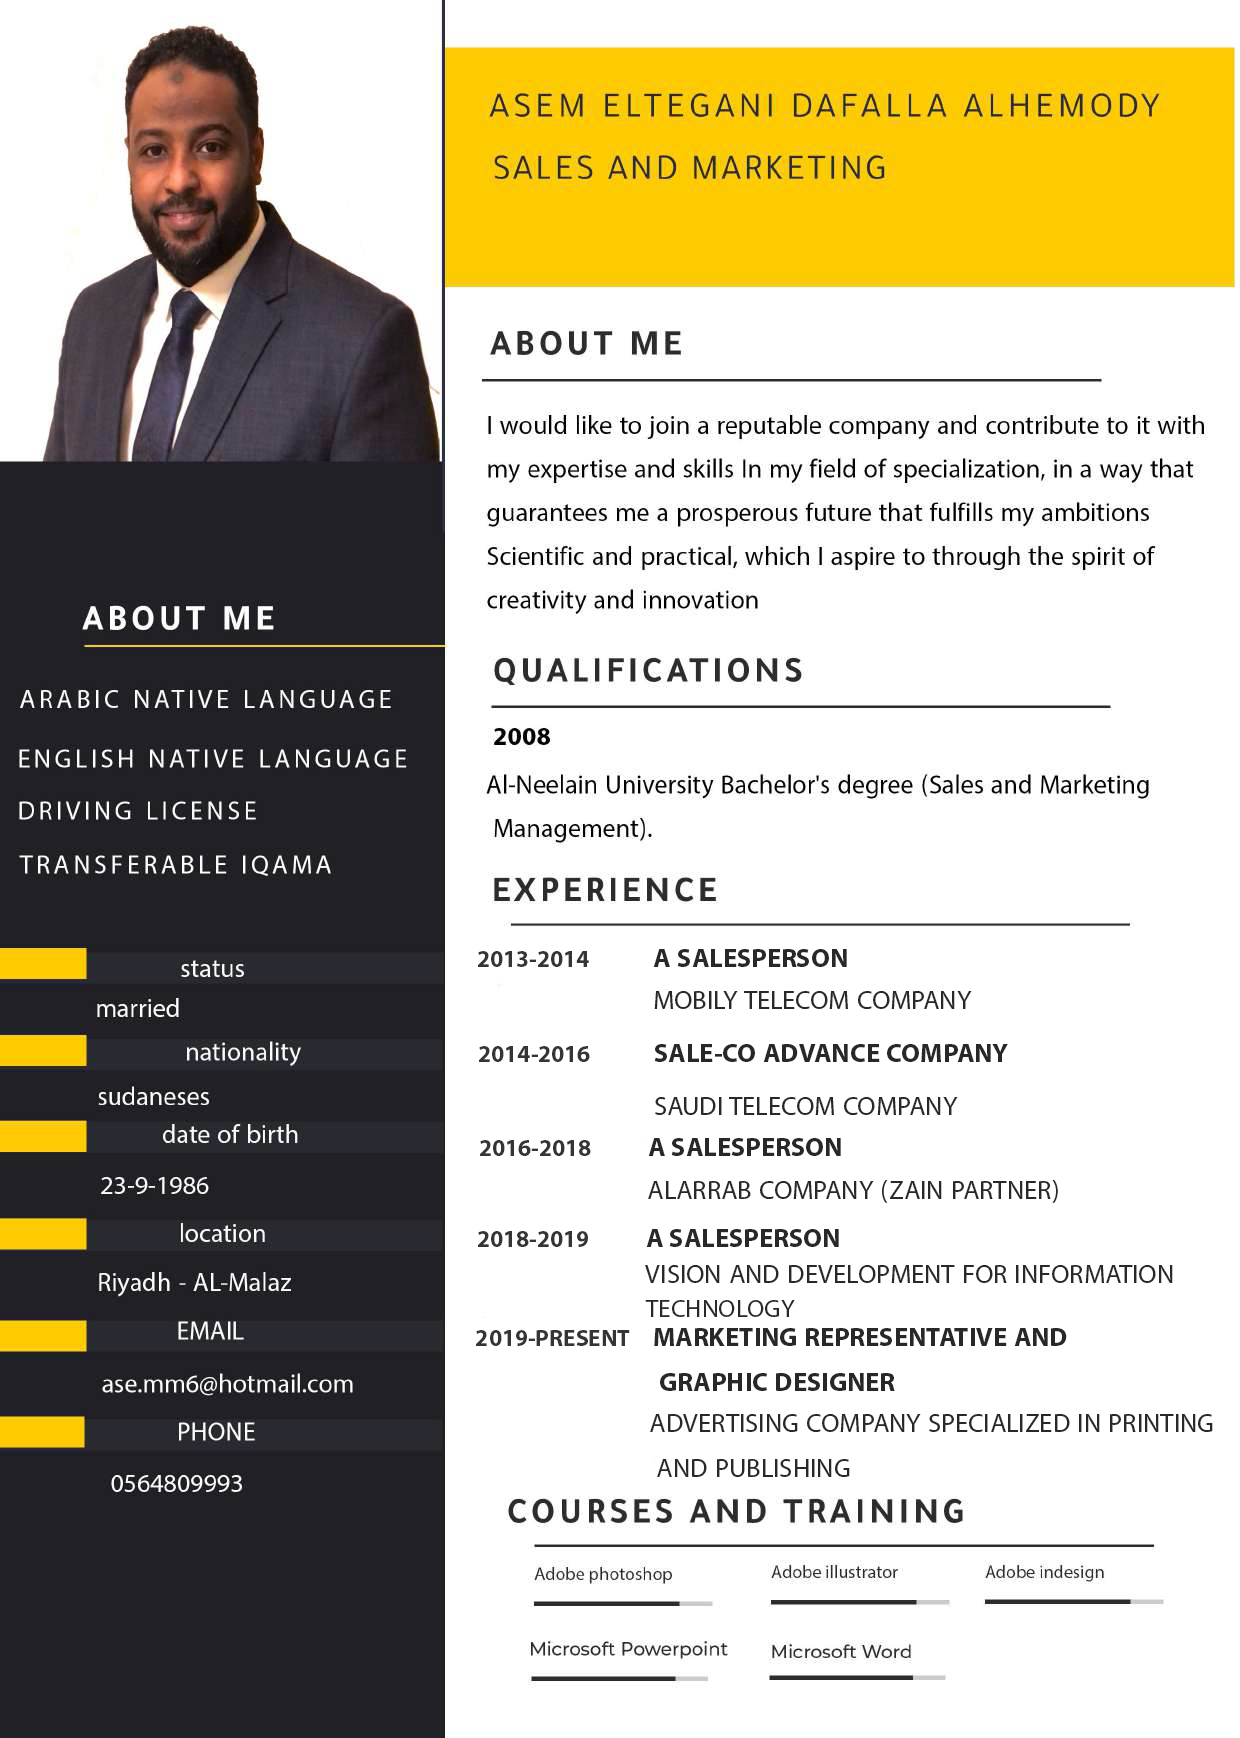 ASEM ELTEGANI DAFALLA ALHEMODY
SALES AND MARKETING
ABOUT ME
I would like to join a reputable company and contribute to it with
my expertise and skills In my field of specialization, in a way that
guarantees me a prosperous future that fulfills my ambitions
Scientific and practical, which I aspire to through the spirit of
creativity and innovation
QUALIFICATIONS
2008
Al-Neelain University Bachelor's degree (Sales and Marketing
Management).
EXPERIENCE
2013-2014 A SALESPERSON
MOBILY TELECOM COMPANY
2014-2016 SALE-CO ADVANCE COMPANY
SAUDI TELECOM COMPANY
2016-2018 A SALESPERSON
ALARRAB COMPANY (ZAIN PARTNER)
2018-2019 A SALESPERSON
VISION AND DEVELOPMENT FOR INFORMATION
TECHNOLOGY
2019-PRESENT MARKETING REPRESENTATIVE AND
GRAPHIC DESIGNER
ADVERTISING COMPANY SPECIALIZED IN PRINTING
AND PUBLISHING
COURSES AND TRAINING
Adobe photoshop Adobe illustrator Adobe indesign
Microsoft Powerpoint Microsoft Word
ABOUT ME
ARABIC NATIVE LANGUAGE
ENGLISH NATIVE LANGUAGE
DRIVING LICENSE
TRANSFERABLE IQAMA
status
married
nationality
sudaneses
date of birth
23-9-1986
location
Riyadh - AL-Malaz
EMAIL
ase.mm6@hotmail.com
PHONE
0564809993